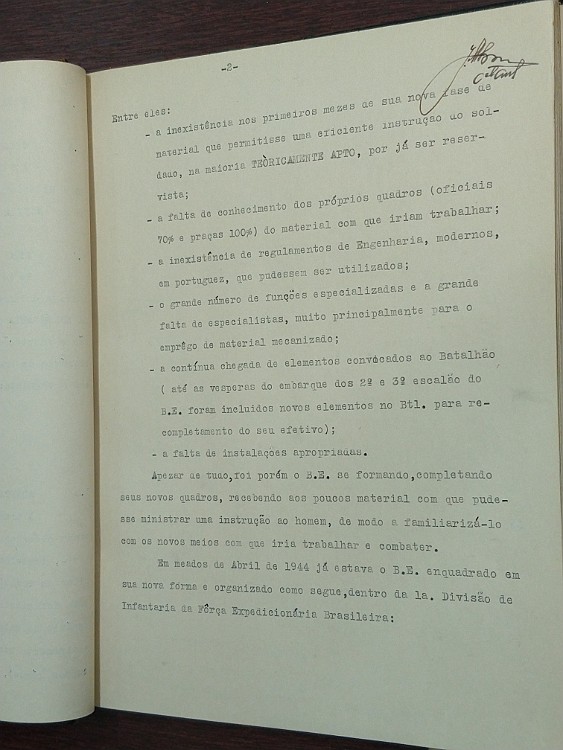 -2-
Entre eles:
- a inexistência nos primeiros mezes de sua nova fase de
material que permitisse uma eficiente instrução do sol-
dado, na maioria TEÒRICAMENTE APTO, por já ser reser-
vista;
- a falta de conhecimento dos próprios quadros (oficiais
70% e praças 100%) do material com que iriam trabalhar;
- a inexistência de regulamentos de Engenharia, modernos,
em portuguez, que pudessem ser utilizados;
- o grande número de funções especializadas e a grande
falta de especialistas, muito principalmente para o
emprêgo de material mecanizado;
- a contínua chegada de elementos convocados ao Batalhão
( até as vesperas do embarque dos 2º e 3º escalão do
B.E. foram incluidos novos elementos no Btl. para re-
completamento do seu efetivo);
- a falta de instalações apropriadas.
Apezar de tudo,foi porém o B.E. se formando,completando
seus novos quadros, recebendo aos poucos material com que pude-
sse ministrar uma instrução ao homem, de modo a familiarizá-lo
com os novos meios com que iria trabalhar e combater.
Em meados de Abril de 1944 já estava o B.E. enquadrado em
sua nova forma e organizado como segue,dentro da 1a. Divisão de
Infantaria da Fôrça Expedicionária Brasileira: